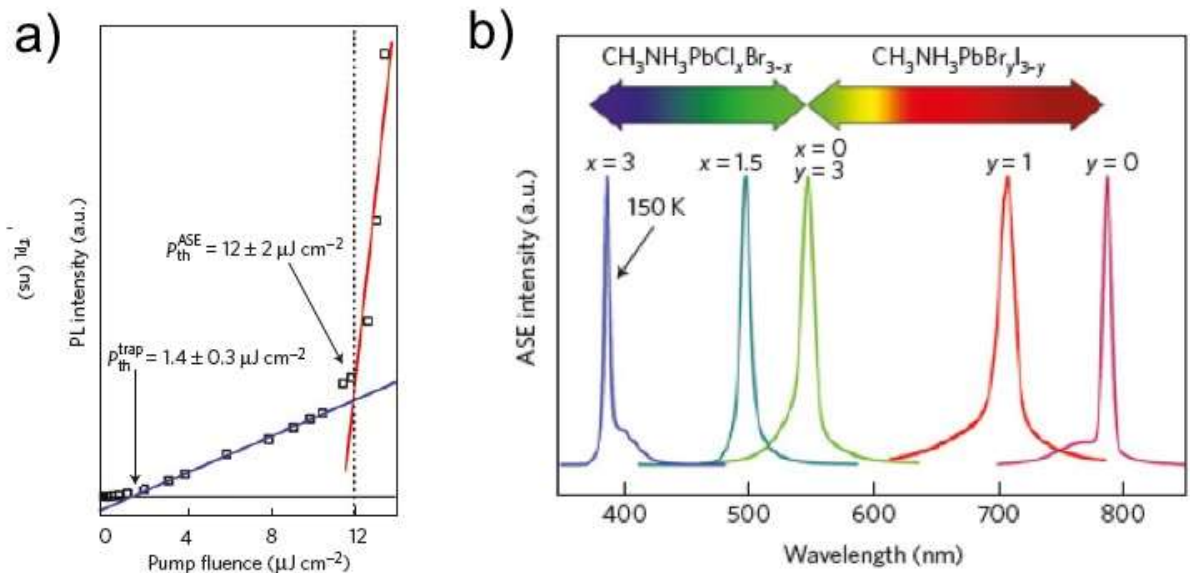 a)
τPL (ns)
PL intensity (a.u.)
P_th^ASE = 12 ± 2 μJ cm⁻²
P_th^trap = 1.4 ± 0.3 μJ cm⁻²
0 4 8 12
Pump fluence (μJ cm⁻²)
b)
CH₃NH₃PbClₓBr₃₋ₓ CH₃NH₃PbBrᵧI₃₋ᵧ
x = 3 x = 1.5 x = 0 y = 1 y = 0
y = 3
150 K
ASE intensity (a.u.)
400 500 600 700 800
Wavelength (nm)